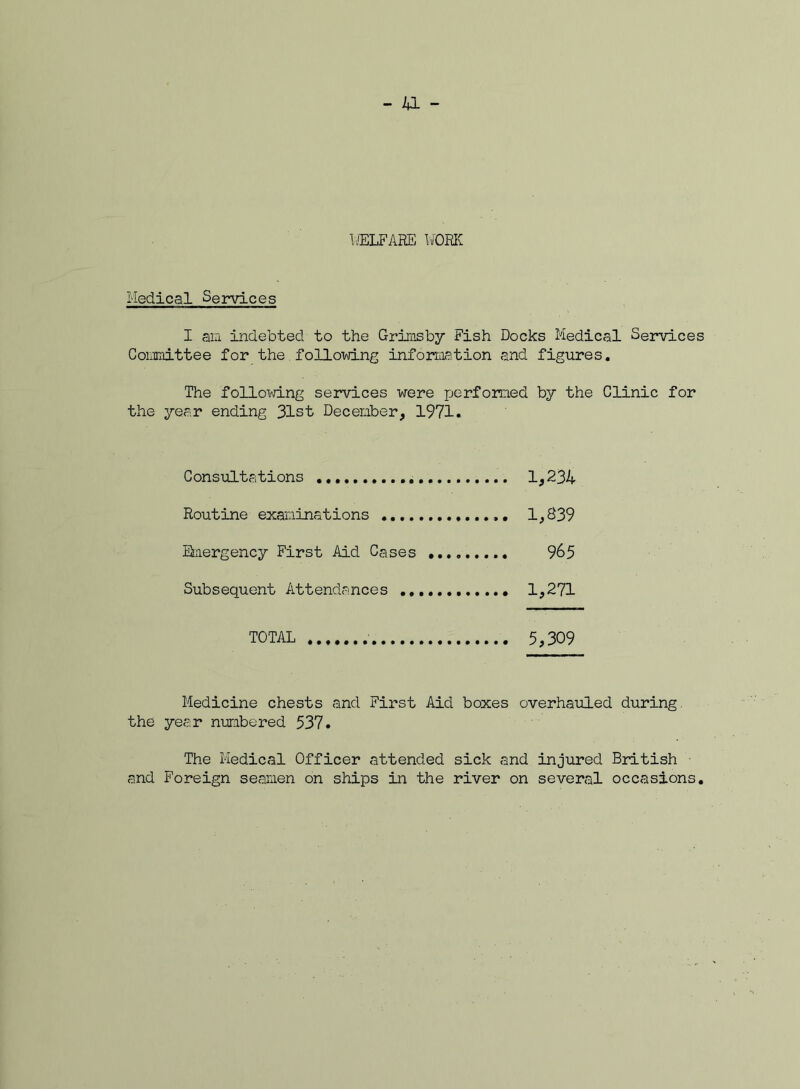 - 41 -
WELFARE WORK
Medical Services
I am indebted to the Grimsby Fish Docks Medical Services
Committee for the following information and figures.
The following services were performed by the Clinic for
the year ending 31st December, 1971.
Consultations ..................... 1,234
Routine examinations .............. 1,839
Emergency First Aid Cases ......... 965
Subsequent Attendances ............ 1,271
TOTAL ...................... 5,309
Medicine chests and First Aid boxes overhauled during
the year numbered 537.
The Medical Officer attended sick and injured British
and Foreign seamen on ships in the river on several occasions.